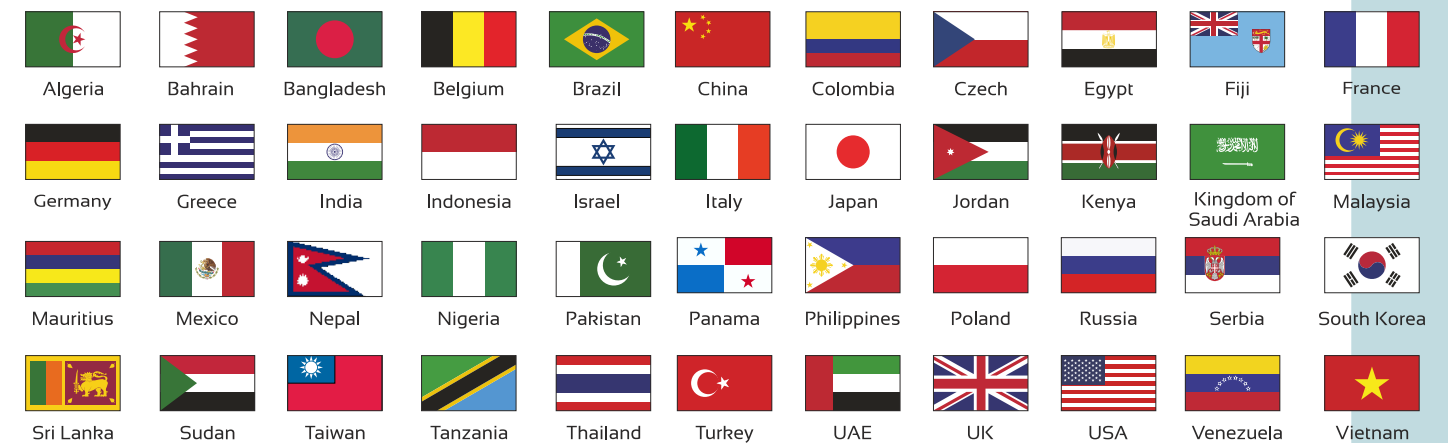 Algeria Bahrain Bangladesh Belgium Brazil China Colombia Czech Egypt Fiji France
Germany Greece India Indonesia Israel Italy Japan Jordan Kenya Kingdom of Saudi Arabia Malaysia
Mauritius Mexico Nepal Nigeria Pakistan Panama Philippines Poland Russia Serbia South Korea
Sri Lanka Sudan Taiwan Tanzania Thailand Turkey UAE UK USA Venezuela Vietnam